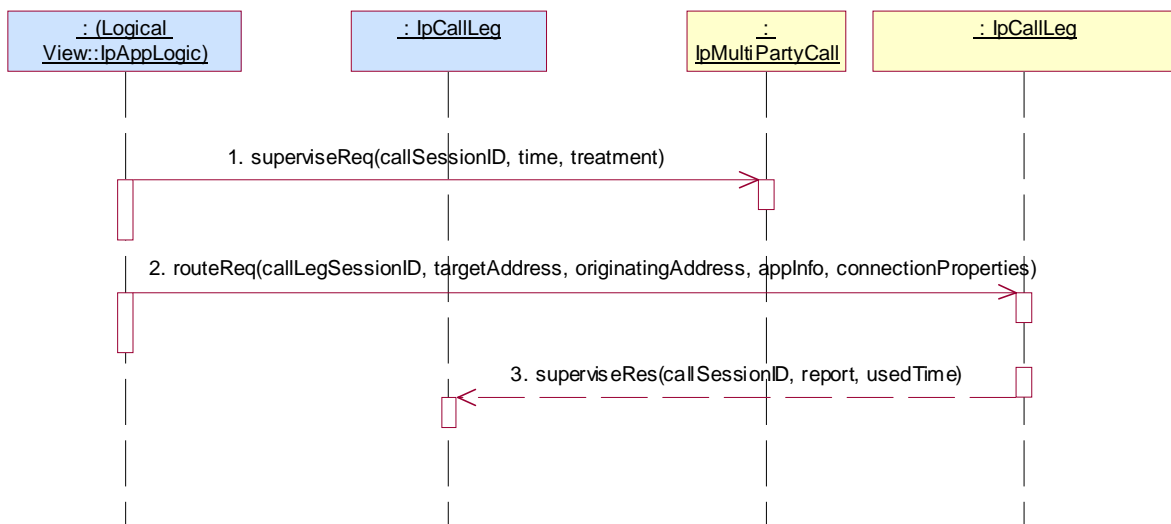 : (Logical
View::IpAppLogic)
: IpCallLeg
:
IpMultiPartyCall
: IpCallLeg
1. superviseReq(callSessionID, time, treatment)
2. routeReq(callLegSessionID, targetAddress, originatingAddress, appInfo, connectionProperties)
3. superviseRes(callSessionID, report, usedTime)